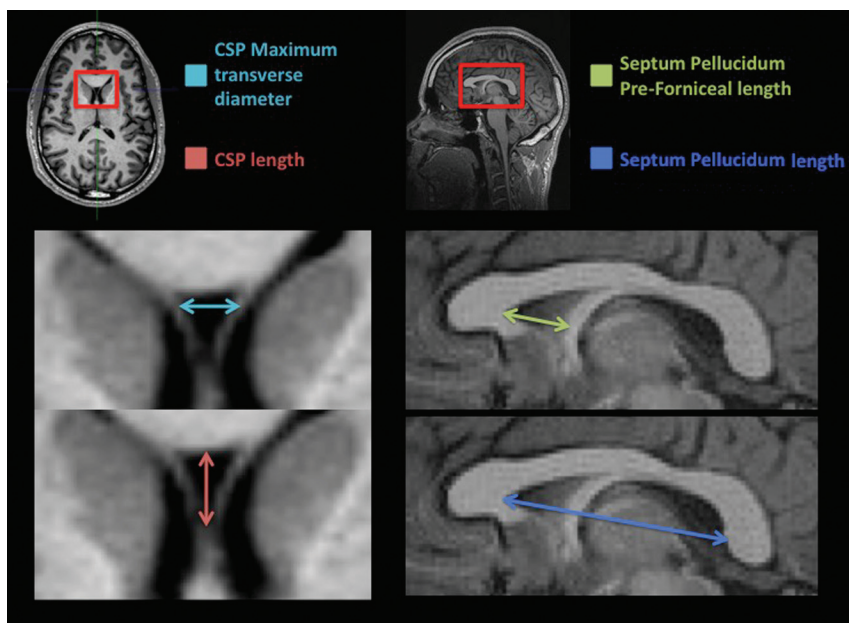 CSP Maximum
transverse
diameter
CSP length
Septum Pellucidum
Pre-Forniceal length
Septum Pellucidum length